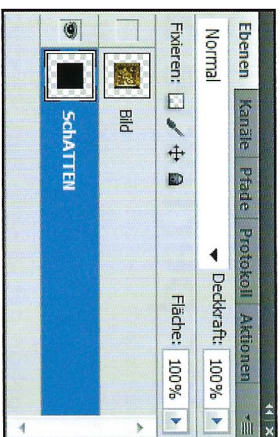 Ebenen Kanäle Pfade Protokoll Aktionen
Normal Deckkraft: 100%
Fixieren: Fläche: 100%
Bild
SchATTEN